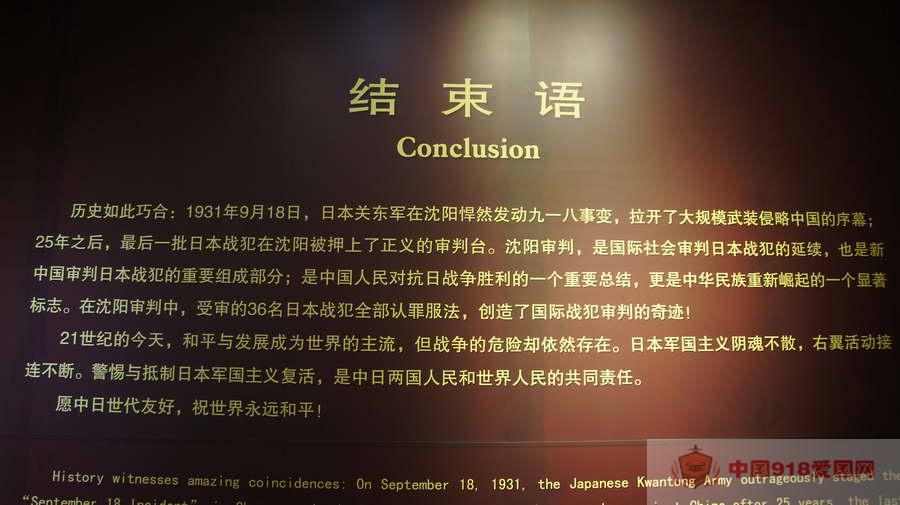 结束语
Conclusion
历史如此巧合：1931年9月18日，日本关东军在沈阳悍然发动九一八事变，拉开了大规模武装侵略中国的序幕；
25年之后，最后一批日本战犯在沈阳被押上了正义的审判台。沈阳审判，是国际社会审判日本战犯的延续，也是新
中国审判日本战犯的重要组成部分；是中国人民对抗日战争胜利的一个重要总结，更是中华民族重新崛起的一个显著
标志。在沈阳审判中，受审的36名日本战犯全部认罪服法，创造了国际战犯审判的奇迹！
21世纪的今天，和平与发展成为世界的主流，但战争的危险却依然存在。日本军国主义阴魂不散，右翼活动接
连不断。警惕与抵制日本军国主义复活，是中日两国人民和世界人民的共同责任。
愿中日世代友好，祝世界永远和平！
History witnesses amazing coincidences: On September 18, 1931, the Japanese Kwantung Army outrageously staged the
“September 18 Incident” China after 25 years, the last
中国918爱国网